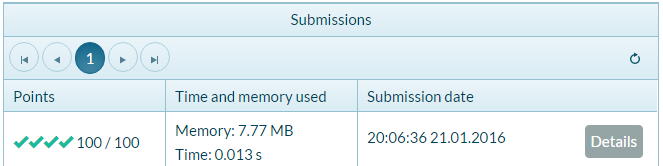 Submissions
1
Points Time and memory used Submission date
100 / 100 Memory: 7.77 MB 20:06:36 21.01.2016 Details
Time: 0.013 s